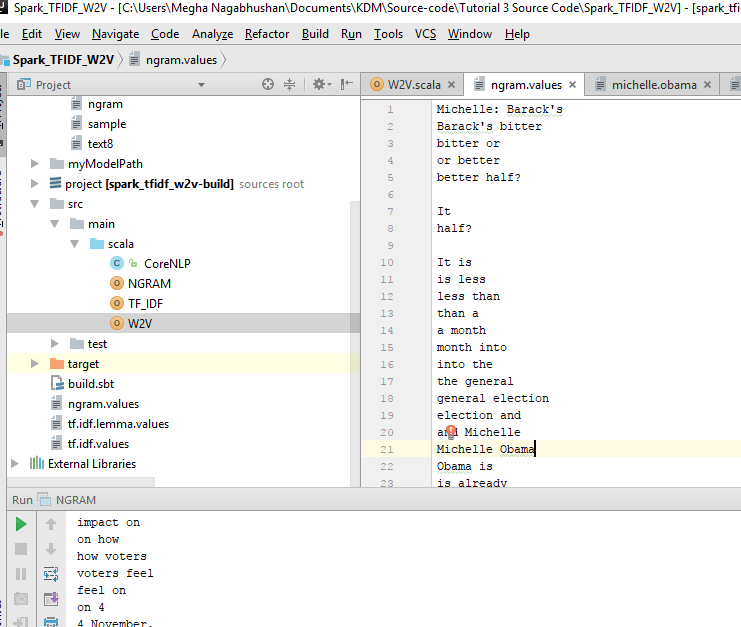 Spark_TFIDF_W2V - [C:\Users\Megha Nagabhushan\Documents\KDM\Source-code\Tutorial 3 Source Code\Spark_TFIDF_W2V] - [spark_tfi
Edit View Navigate Code Analyze Refactor Build Run Tools VCS Window Help
Spark_TFIDF_W2V ngram.values
Project
W2V.scala ngram.values michelle.obama
ngram
sample
text8
myModelPath
project [spark_tfidf_w2v-build] sources root
src
main
scala
CoreNLP
NGRAM
TF_IDF
W2V
test
target
build.sbt
ngram.values
tf.idf.lemma.values
tf.idf.values
External Libraries
1 Michelle: Barack's
2 Barack's bitter
3 bitter or
4 or better
5 better half?
6
7 It
8 half?
9
10 It is
11 is less
12 less than
13 than a
14 a month
15 month into
16 into the
17 the general
18 general election
19 election and
20 and Michelle
21 Michelle Obama
22 Obama is
23 is already
Run NGRAM
impact on
on how
how voters
voters feel
feel on
on 4
4 November.